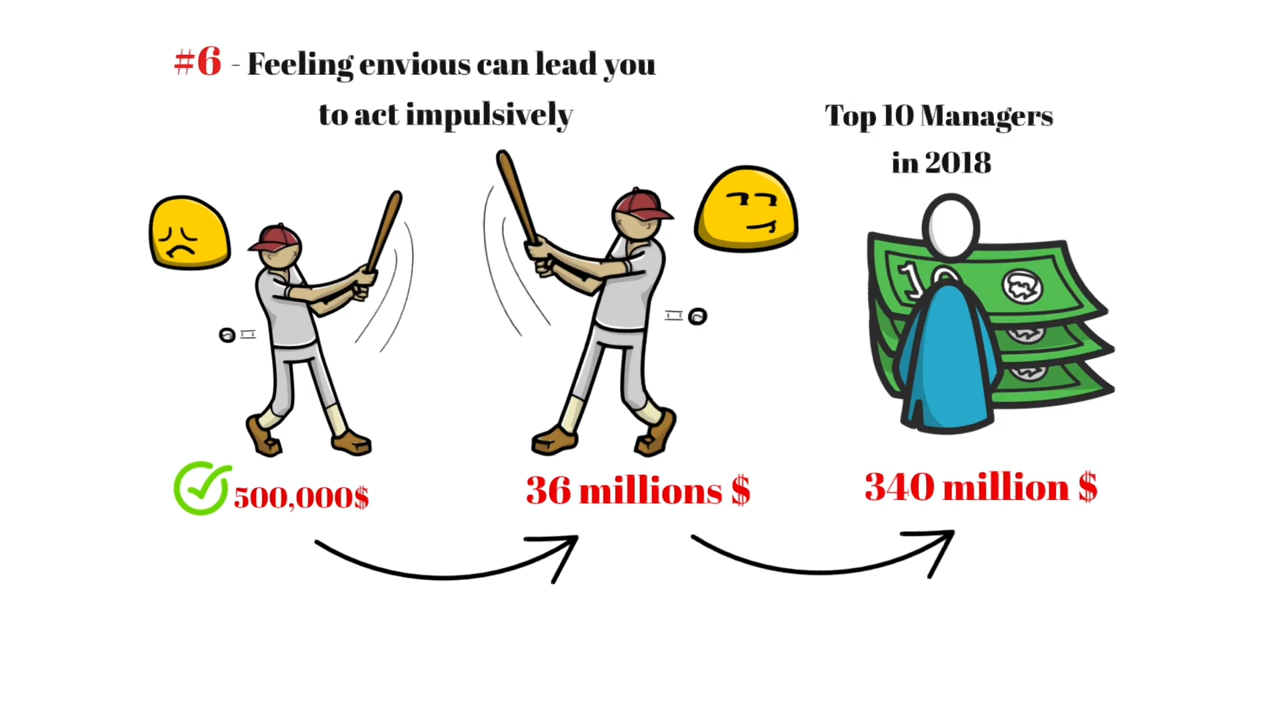 #6 - Feeling envious can lead you
to act impulsively
Top 10 Managers
in 2018
10
500,000$
36 millions $
340 million $